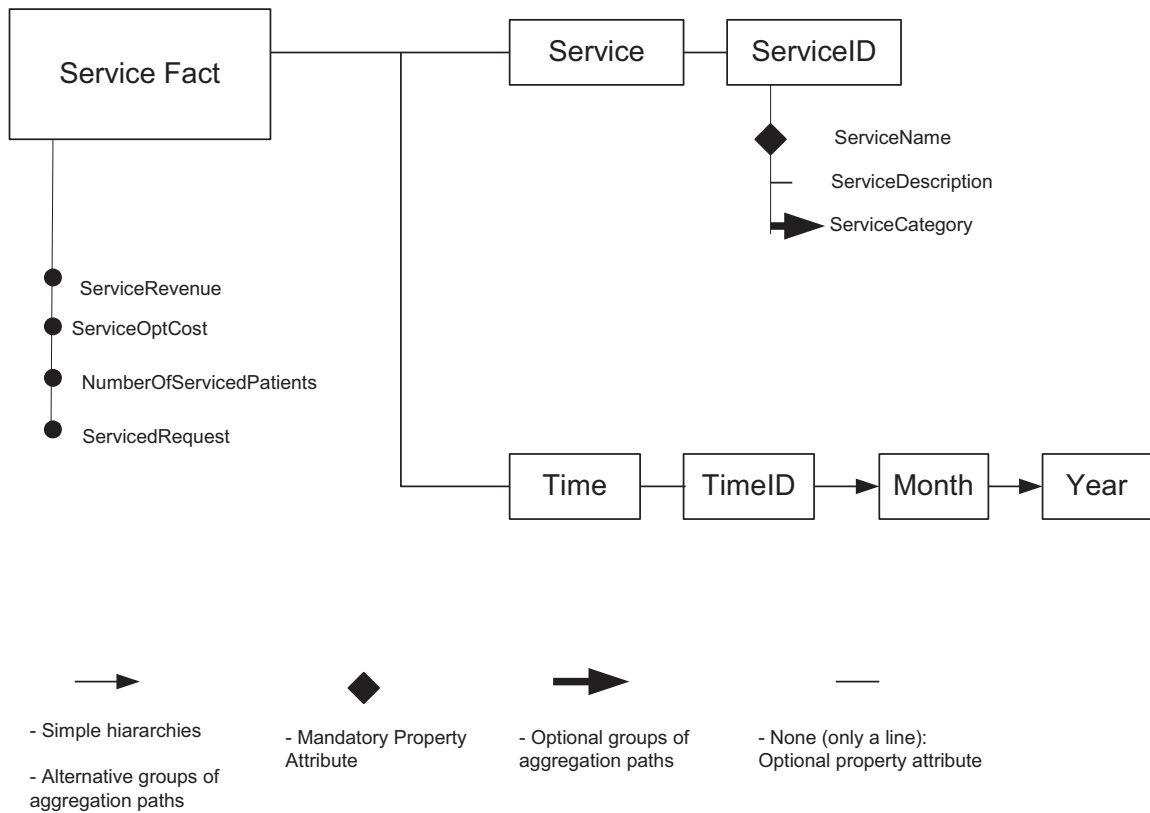 Service Fact
Service
ServiceID
ServiceName
ServiceDescription
ServiceCategory
ServiceRevenue
ServiceOptCost
NumberOfServicedPatients
ServicedRequest
Time
TimeID
Month
Year
- Simple hiararchies
- Alternative groups of
aggregation paths
- Mandatory Property
Attribute
- Optional groups of
aggregation paths
- None (only a line):
Optional property attribute